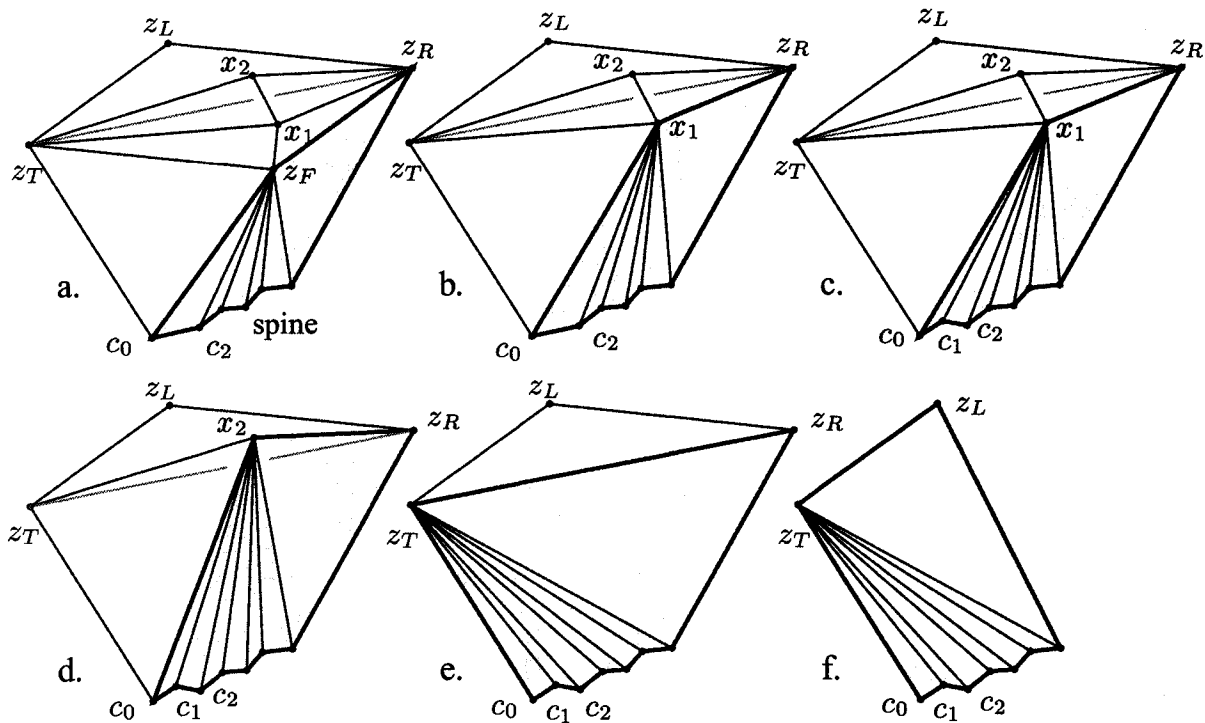 z_L z_R x_2 x_1 z_T z_F a. spine c_0 c_2
z_L z_R x_2 x_1 z_T b. c_0 c_2
z_L z_R x_2 x_1 z_T c. c_0 c_1 c_2
z_L x_2 z_R z_T d. c_0 c_1 c_2
z_L z_R z_T e. c_0 c_1 c_2
z_L z_T f. c_0 c_1 c_2